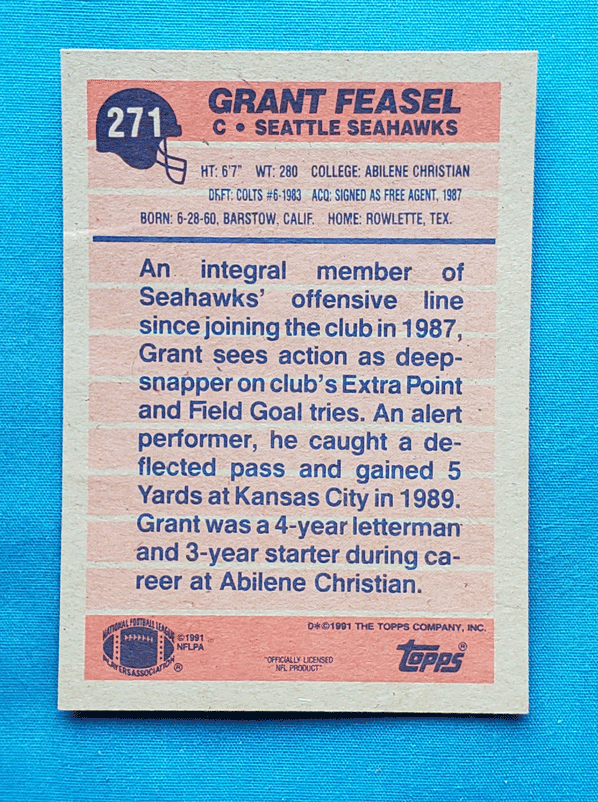 271
GRANT FEASEL
C • SEATTLE SEAHAWKS
HT: 6'7" WT: 280 COLLEGE: ABILENE CHRISTIAN
DRFT: COLTS #6-1983 ACQ: SIGNED AS FREE AGENT, 1987
BORN: 6-28-60, BARSTOW, CALIF. HOME: ROWLETTE, TEX.
An integral member of
Seahawks' offensive line
since joining the club in 1987,
Grant sees action as deep-
snapper on club's Extra Point
and Field Goal tries. An alert
performer, he caught a de-
flected pass and gained 5
Yards at Kansas City in 1989.
Grant was a 4-year letterman
and 3-year starter during ca-
reer at Abilene Christian.
NATIONAL FOOTBALL LEAGUE
PLAYERS ASSOCIATION ®
©1991
NFLPA
"OFFICIALLY LICENSED
NFL PRODUCT"
D*©1991 THE TOPPS COMPANY, INC.
TOPPS®